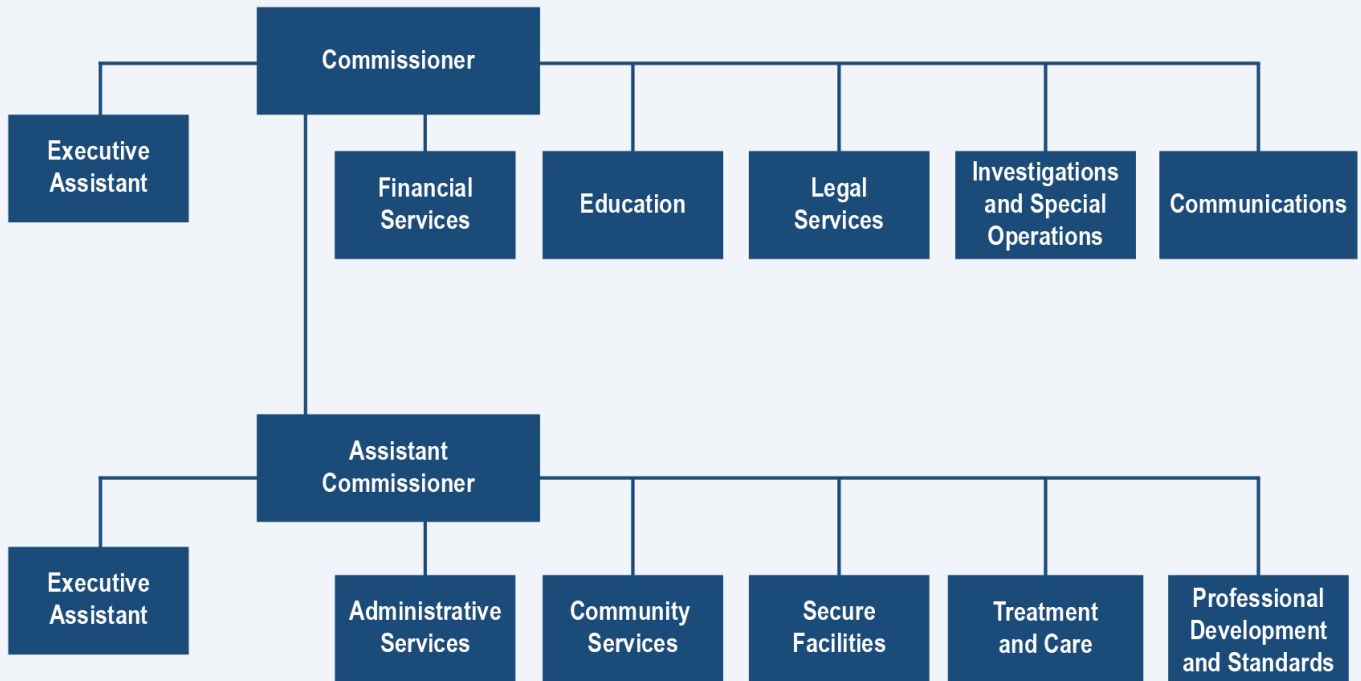 Commissioner
Executive
Assistant
Financial
Services
Education
Legal
Services
Investigations
and Special
Operations
Communications
Assistant
Commissioner
Executive
Assistant
Administrative
Services
Community
Services
Secure
Facilities
Treatment
and Care
Professional
Development
and Standards